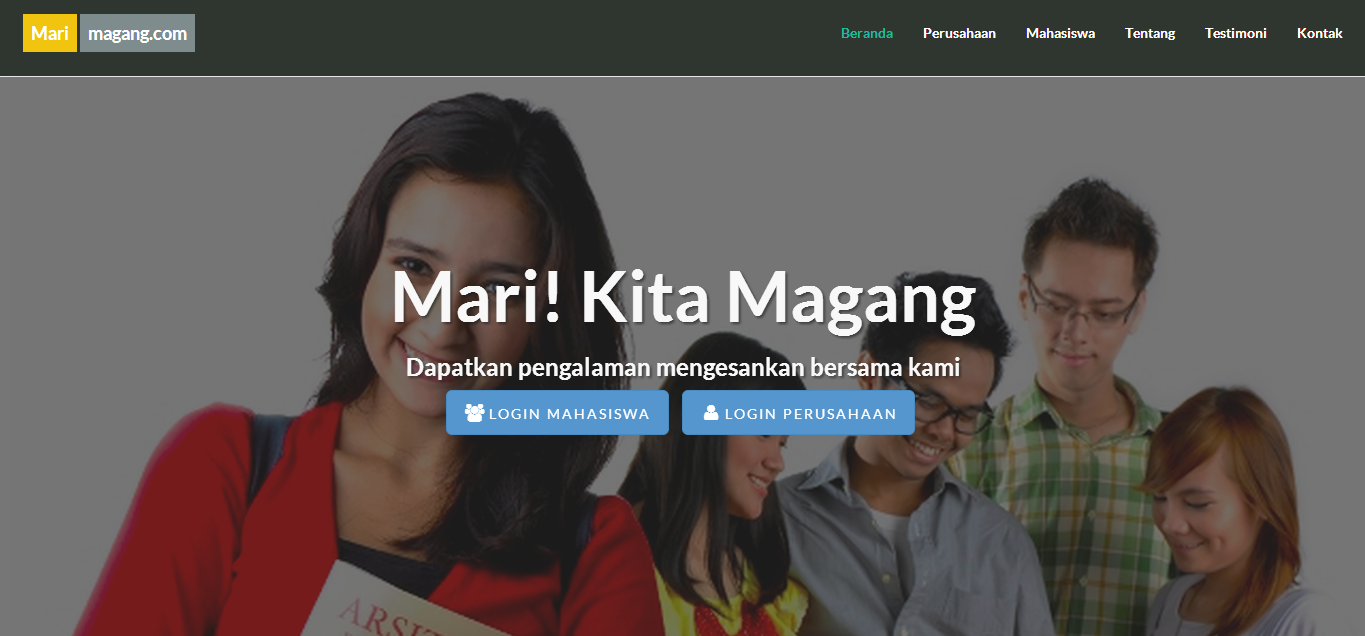 Mari magang.com
Beranda Perusahaan Mahasiswa Tentang Testimoni Kontak
Mari! Kita Magang
Dapatkan pengalaman mengesankan bersama kami
LOGIN MAHASISWA LOGIN PERUSAHAAN